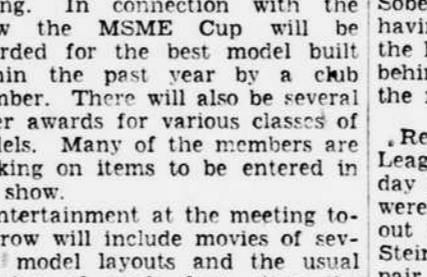 ng. In connection with the
w the MSME Cup will be
rded for the best model built
in the past year by a club
mber. There will also be several
er awards for various classes of
els. Many of the members are
king on items to be entered in
show.
ntertainment at the meeting to-
row will include movies of sev-
model layouts and the usual
Sobe
havin
the
behin
the
Re
Leag
day
were
out
Stein
pair